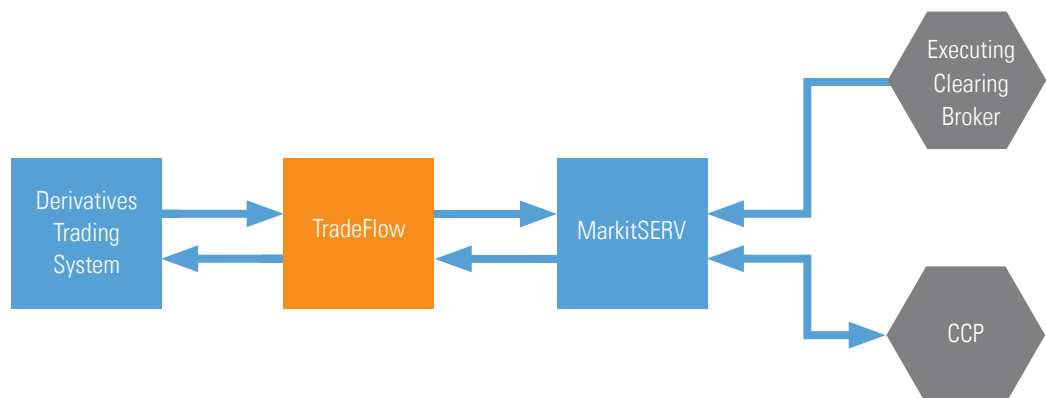 Executing
Clearing
Broker
Derivatives
Trading
System
TradeFlow
MarkitSERV
CCP